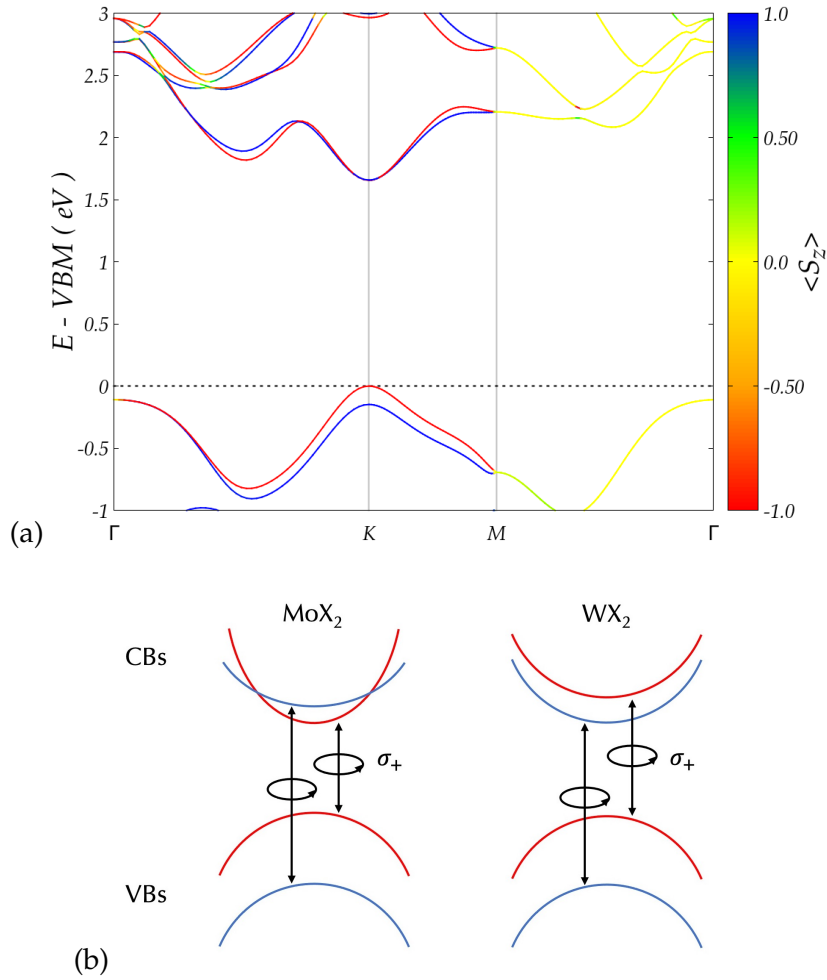 3
2.5
2
1.5
1
0.5
0
-0.5
-1
E - VBM ( eV )
Γ
K
M
Γ
1.0
0.50
0.0
-0.50
-1.0
<S_z>
(a)
MoX₂
WX₂
CBs
σ₊
σ₊
VBs
(b)